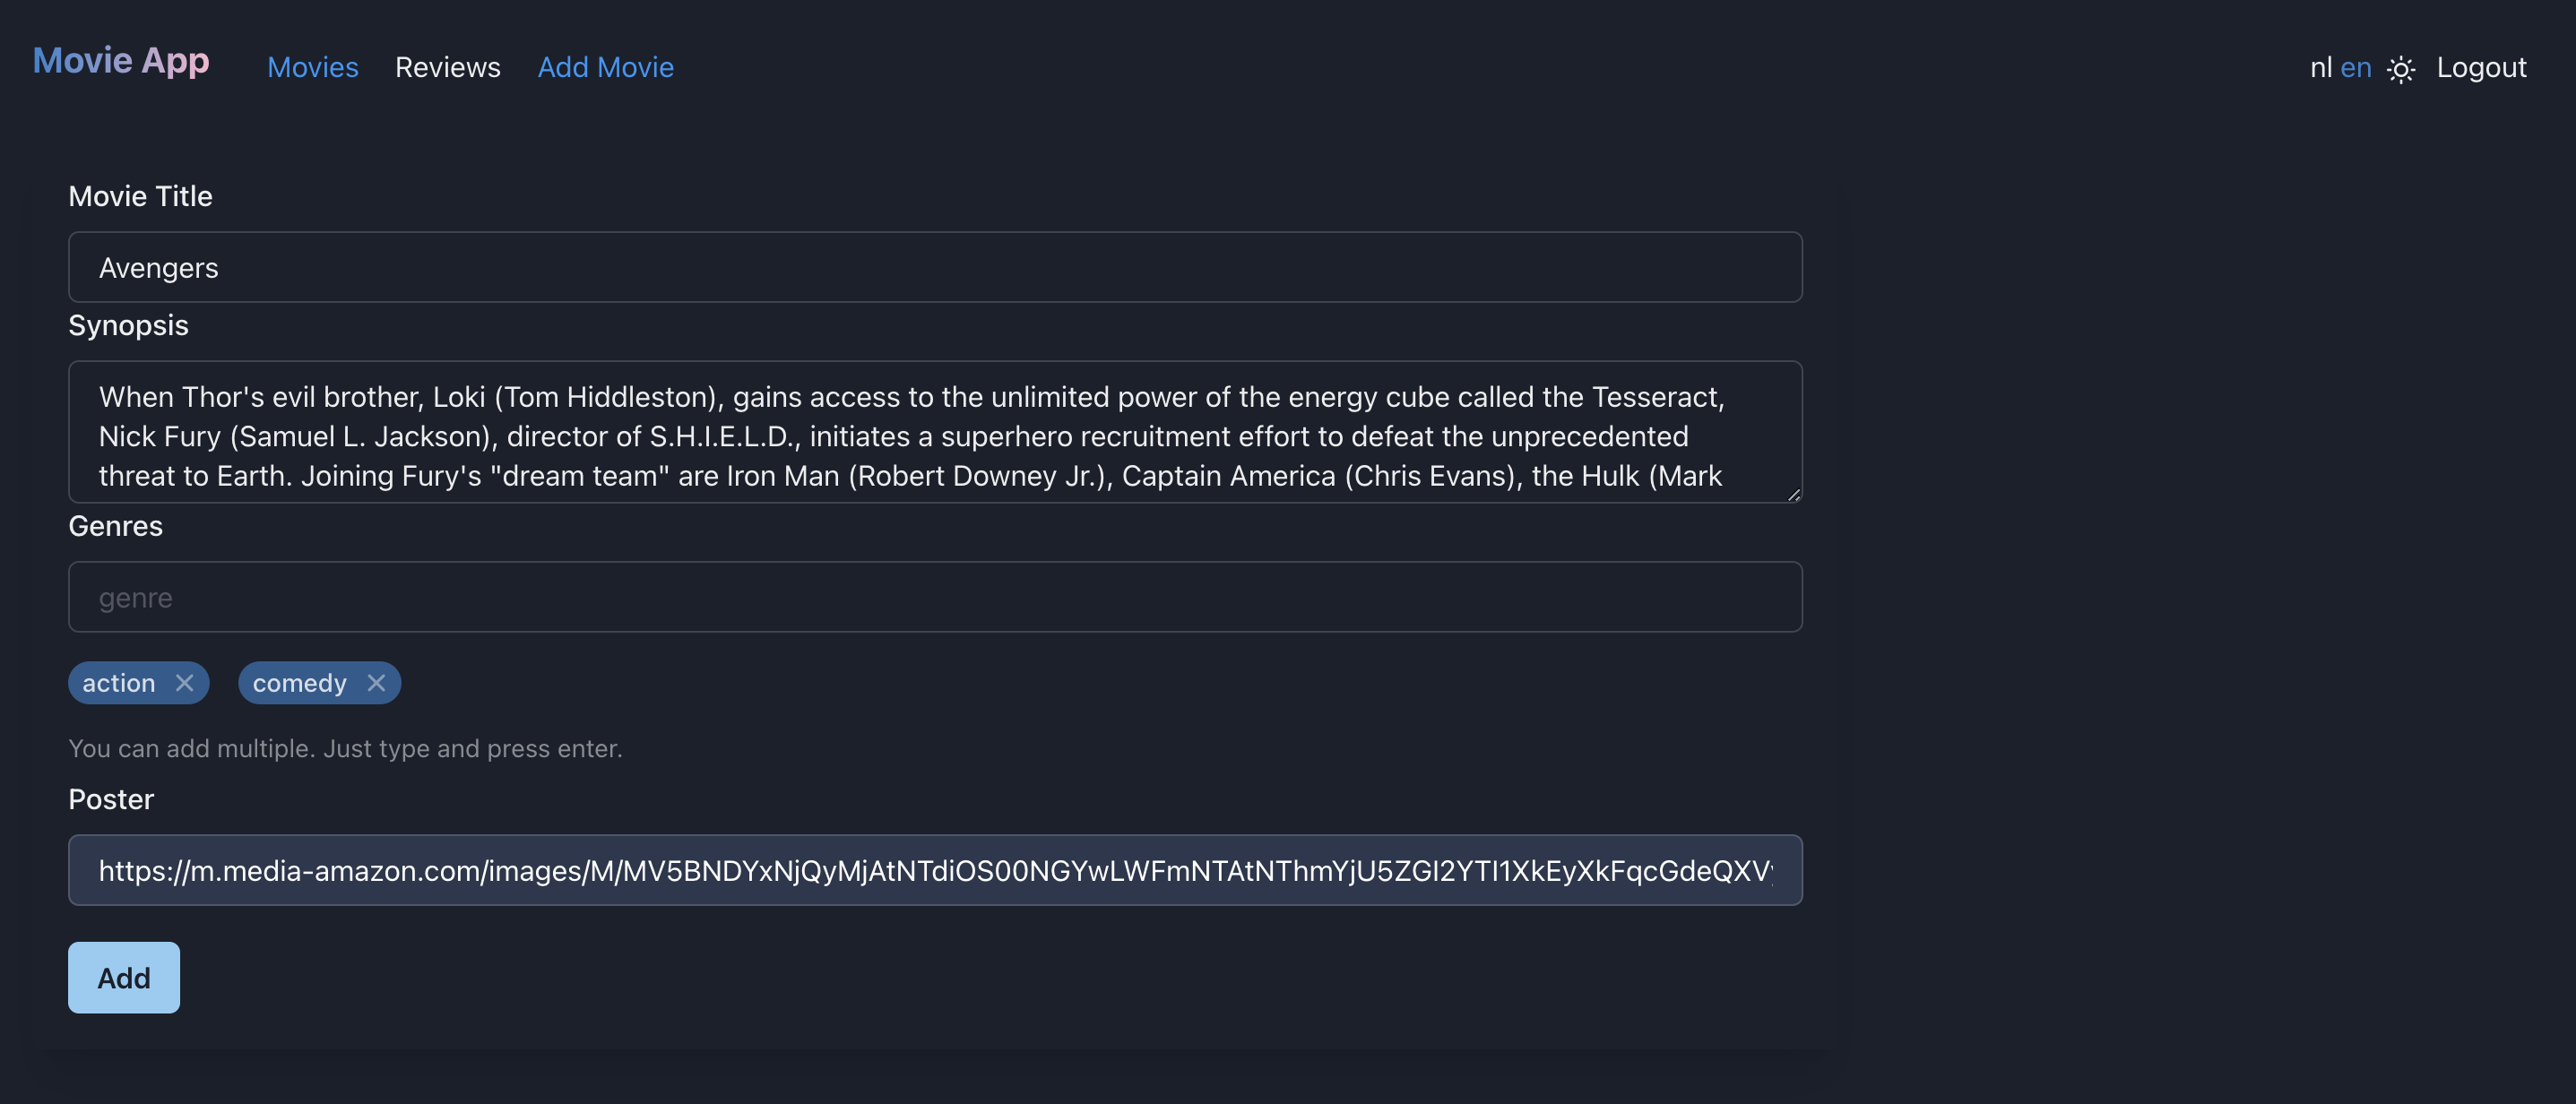 Movie App Movies Reviews Add Movie nl en Logout
Movie Title
Avengers
Synopsis
When Thor's evil brother, Loki (Tom Hiddleston), gains access to the unlimited power of the energy cube called the Tesseract,
Nick Fury (Samuel L. Jackson), director of S.H.I.E.L.D., initiates a superhero recruitment effort to defeat the unprecedented
threat to Earth. Joining Fury's "dream team" are Iron Man (Robert Downey Jr.), Captain America (Chris Evans), the Hulk (Mark
Genres
genre
action comedy
You can add multiple. Just type and press enter.
Poster
https://m.media-amazon.com/images/M/MV5BNDYxNjQyMjAtNTdiOS00NGYwLWFmNTAtNThmYjU5ZGI2YTI1XkEyXkFqcGdeQXV
Add